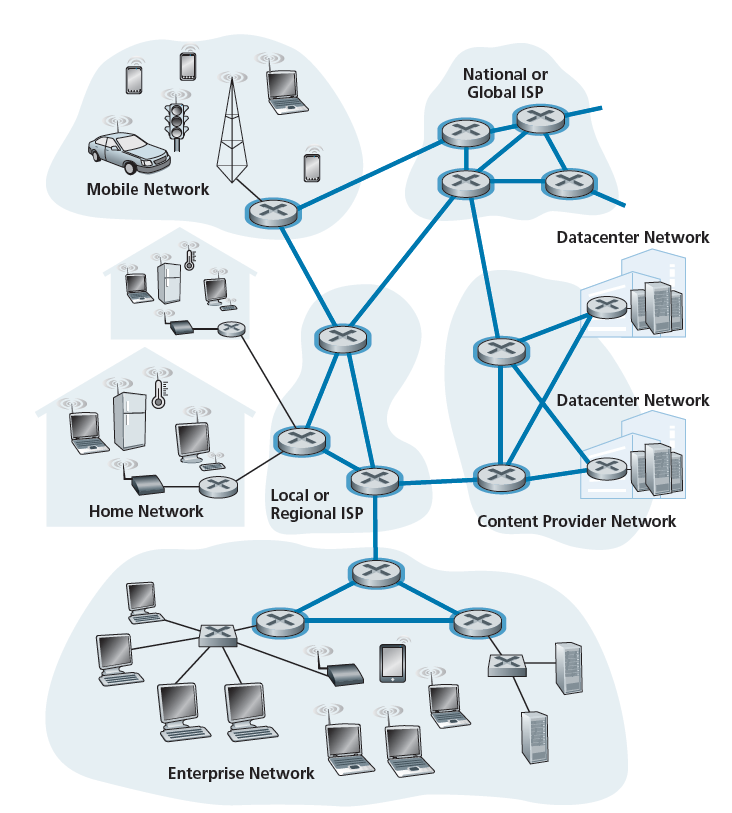 National or
Global ISP
Mobile Network
Datacenter Network
Datacenter Network
Home Network
Local or
Regional ISP
Content Provider Network
Enterprise Network